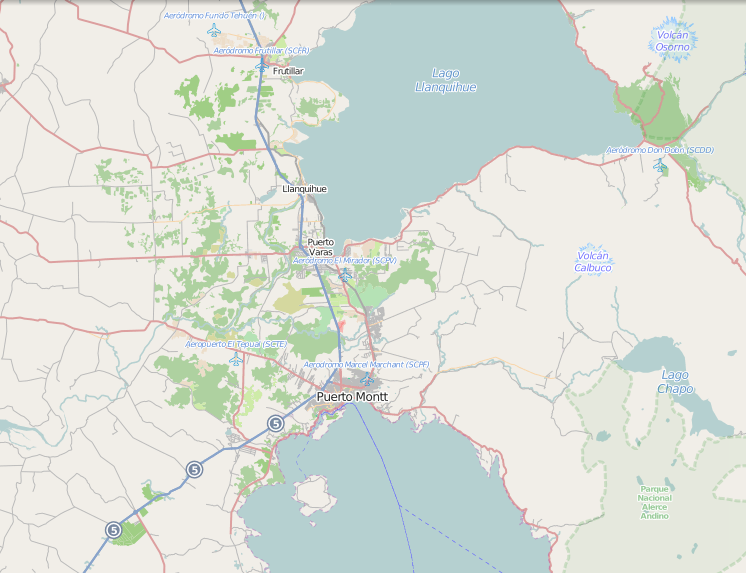 Aeródromo Fundo Tehuén ()
Volcán
Osorno
Aeródromo Frutillar (SCFR)
Frutillar
Lago
Llanquihue
Aeródromo Don Dobri (SCDD)
Llanquihue
Puerto
Varas
Aeródromo El Mirador (SCPV)
Volcán
Calbuco
Aeropuerto El Tepual (SCTE)
Aeródromo Marcel Marchant (SCPF)
Lago
Chapo
Puerto Montt
5
5
5
Parque
Nacional
Alerce
Andino